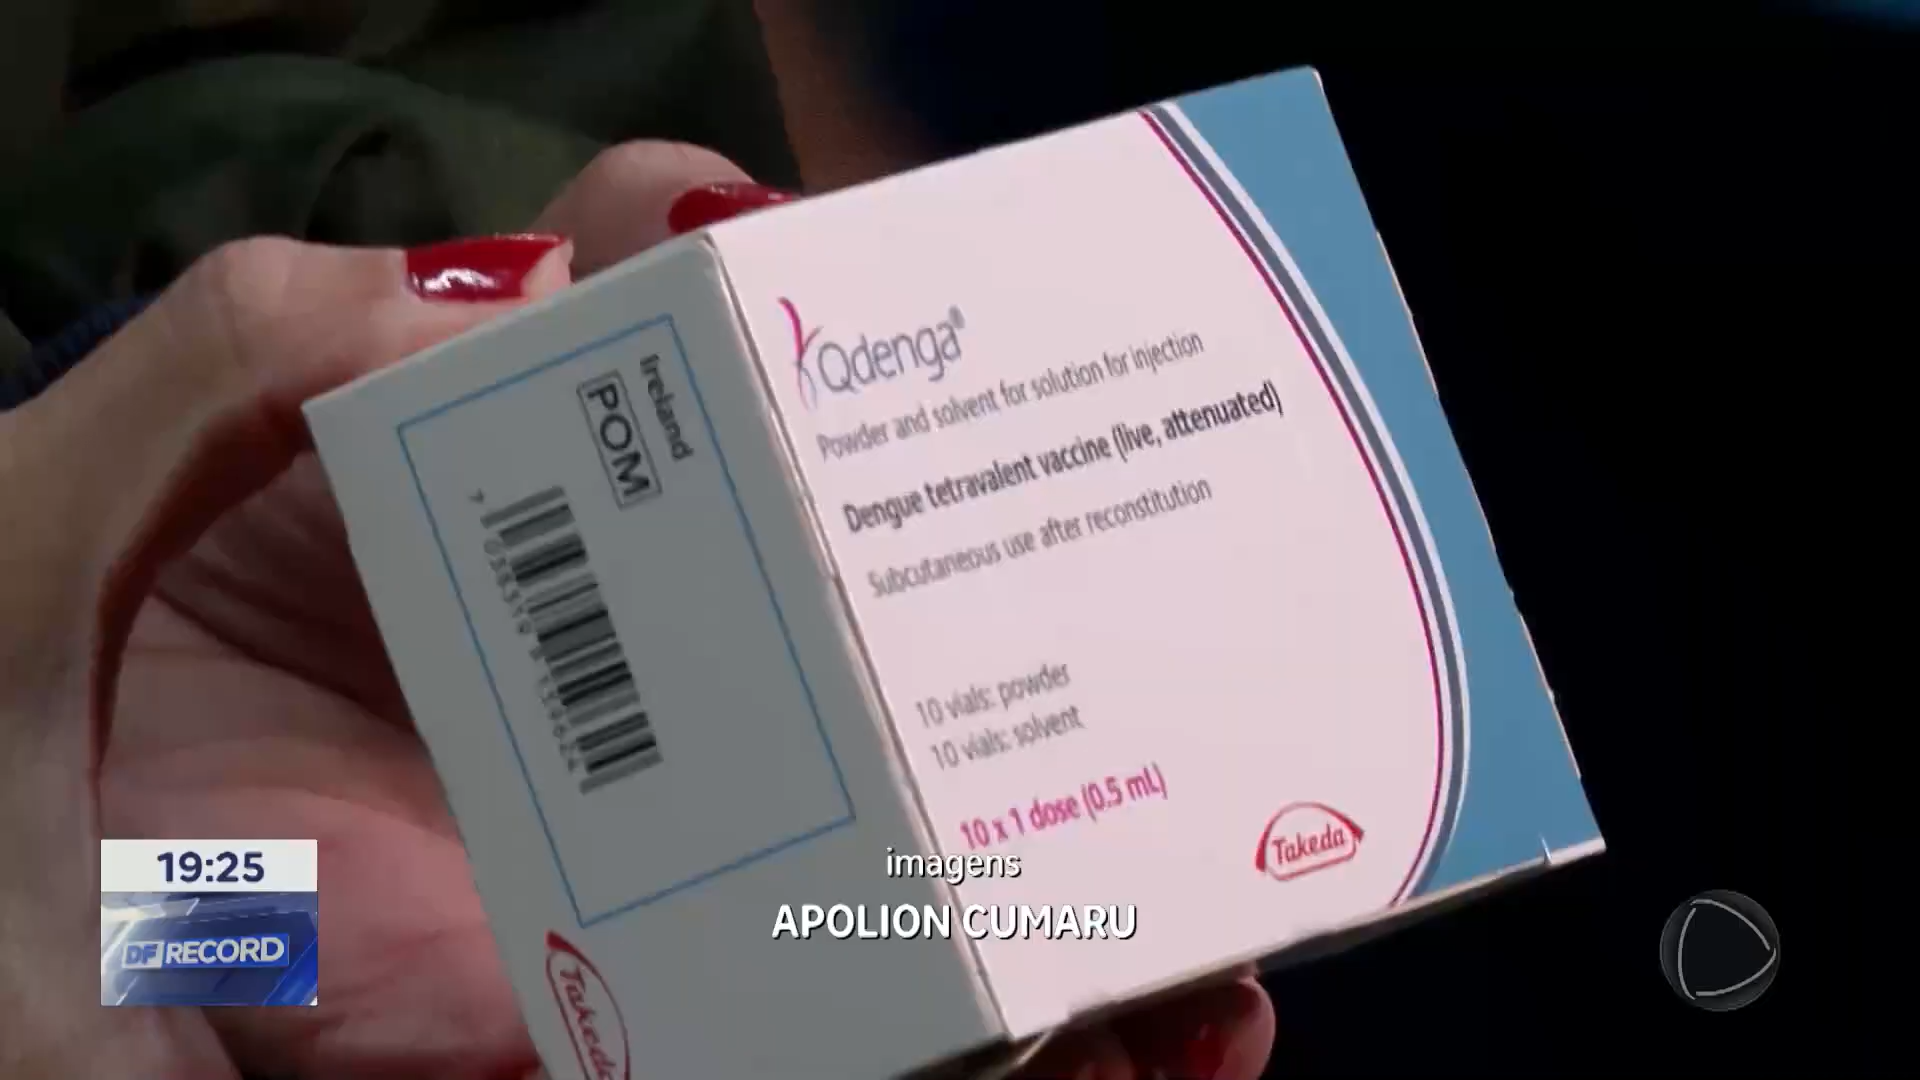 Qdenga®
Powder and solvent for solution for injection
Dengue tetravalent vaccine (live, attenuated)
Subcutaneous use after reconstitution
10 vials: powder
10 vials: solvent
10 x 1 dose (0.5 mL)
Takeda
Ireland
POM
Takeda
imagens
APOLION CUMARU
19:25
DF RECORD